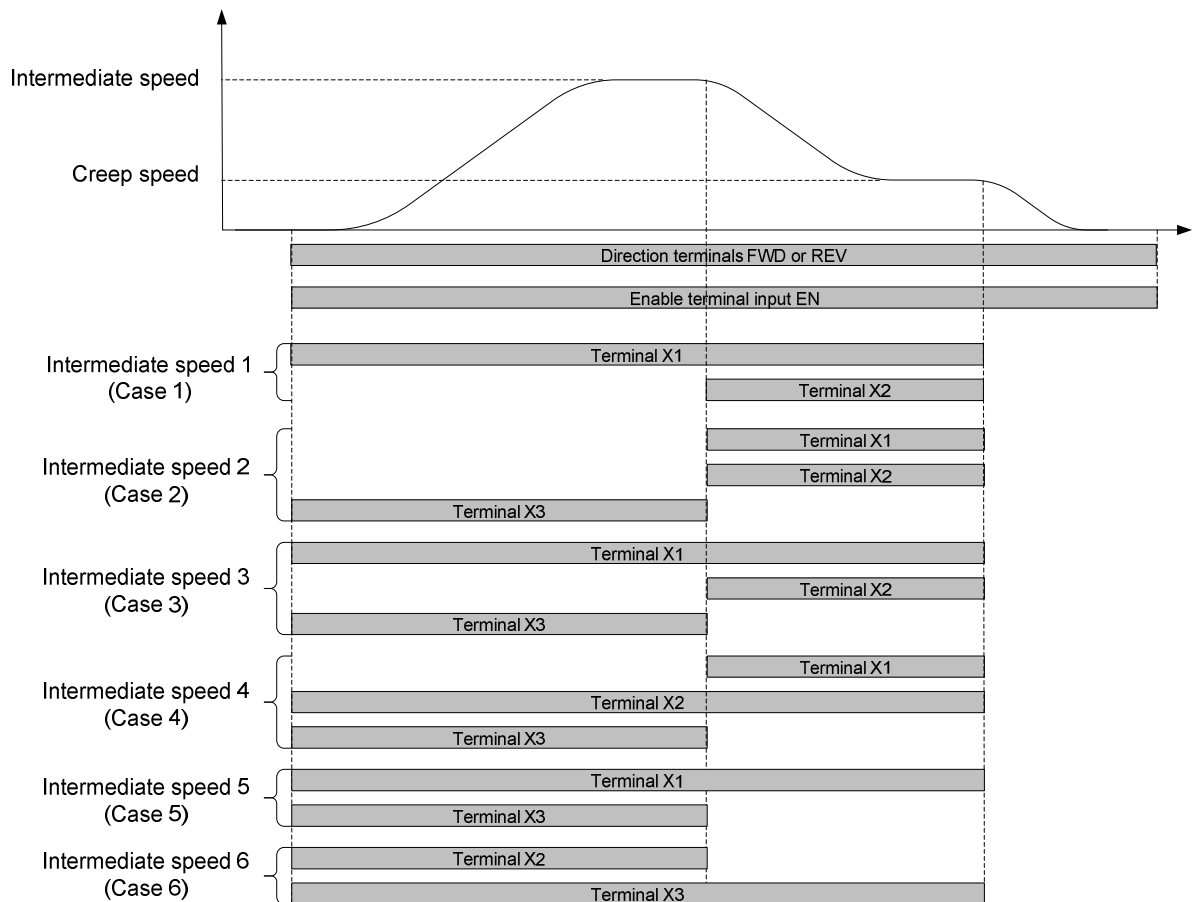 Intermediate speed
Creep speed
Direction terminals FWD or REV
Enable terminal input EN
Intermediate speed 1
(Case 1)
Terminal X1
Terminal X2
Intermediate speed 2
(Case 2)
Terminal X1
Terminal X2
Terminal X3
Intermediate speed 3
(Case 3)
Terminal X1
Terminal X2
Terminal X3
Intermediate speed 4
(Case 4)
Terminal X1
Terminal X2
Terminal X3
Intermediate speed 5
(Case 5)
Terminal X1
Terminal X3
Intermediate speed 6
(Case 6)
Terminal X2
Terminal X3